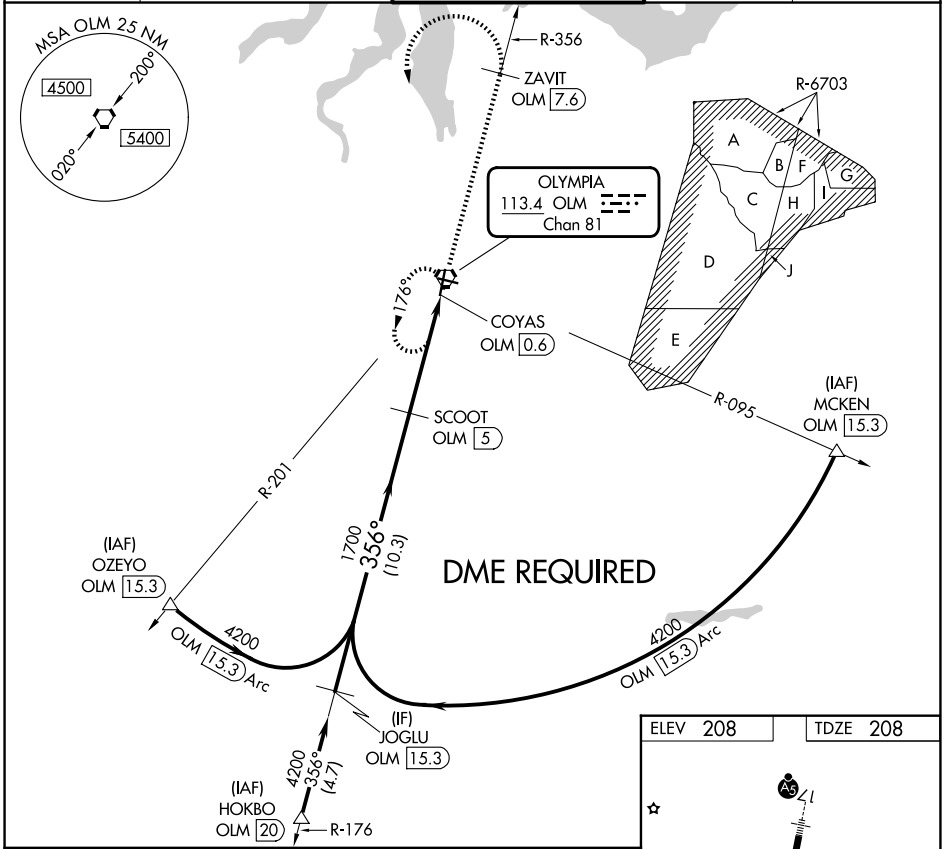 MSA OLM 25 NM
4500
200°
5400
020°
R-356
ZAVIT
OLM 7.6
R-6703
A
B
F
G
C
H
I
D
J
E
OLYMPIA
113.4 OLM
Chan 81
176°
COYAS
OLM 0.6
R-095
(IAF)
MCKEN
OLM 15.3
SCOOT
OLM 5
R-201
(IAF)
OZEYO
OLM 15.3
1700
356°
(10.3)
DME REQUIRED
4200
OLM 15.3 Arc
4200
OLM 15.3 Arc
(IF)
JOGLU
OLM 15.3
4200
356°
(4.7)
(IAF)
HOKBO
OLM 20
R-176
ELEV 208
TDZE 208
A5
17